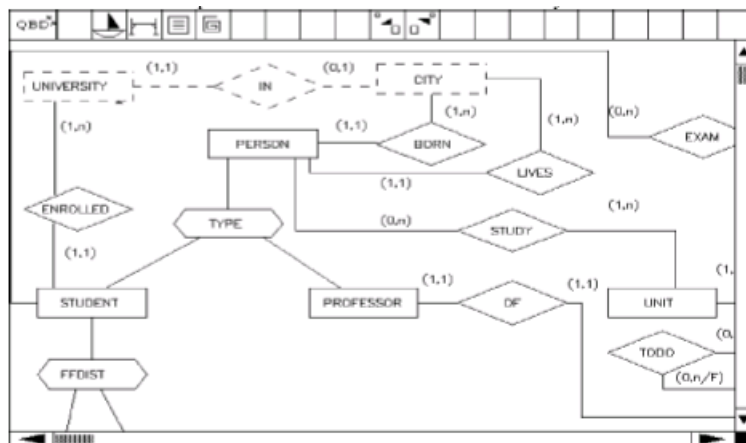 QBD*
(1,1)
(0,1)
UNIVERSITY
IN
CITY
(1,n)
(1,1)
(1,n)
(1,n)
(0,n)
EXAM
PERSON
BORN
LIVES
(1,1)
ENROLLED
TYPE
(0,n)
STUDY
(1,n)
(1,1)
(1,1)
(1,1)
STUDENT
PROFESSOR
OF
UNIT
(1,
(0,
TODO
(0,n/F)
FFDIST